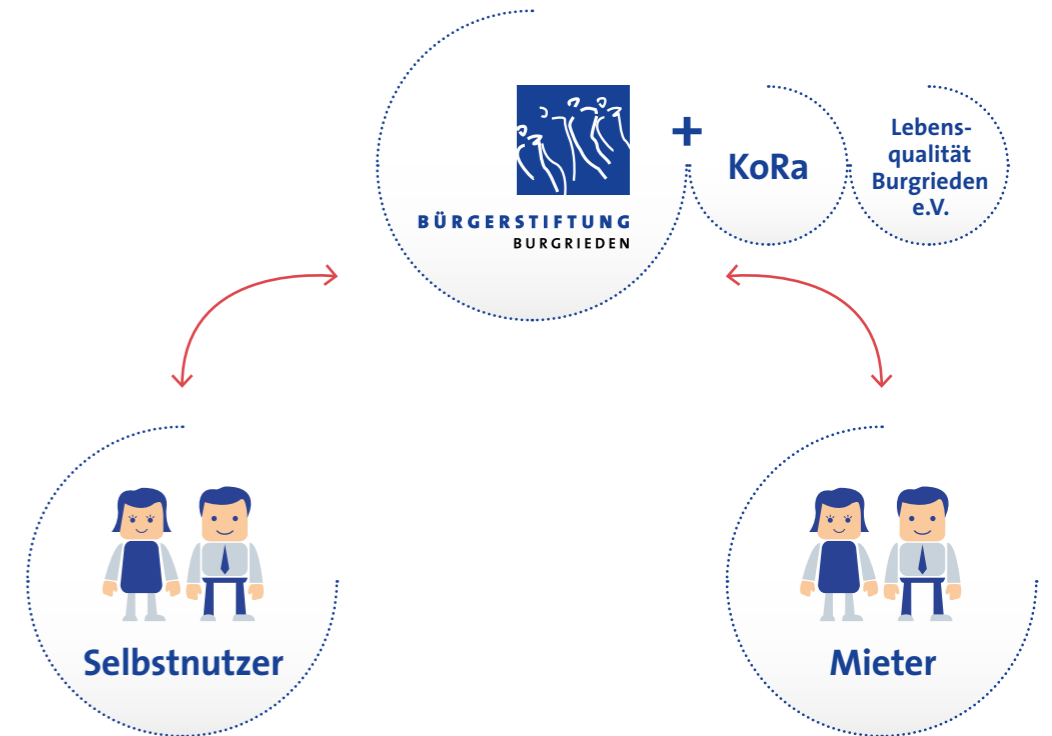 BÜRGERSTIFTUNG
BURGRIEDEN
+
KoRa
Lebens-
qualität
Burgrieden
e.V.
Selbstnutzer
Mieter